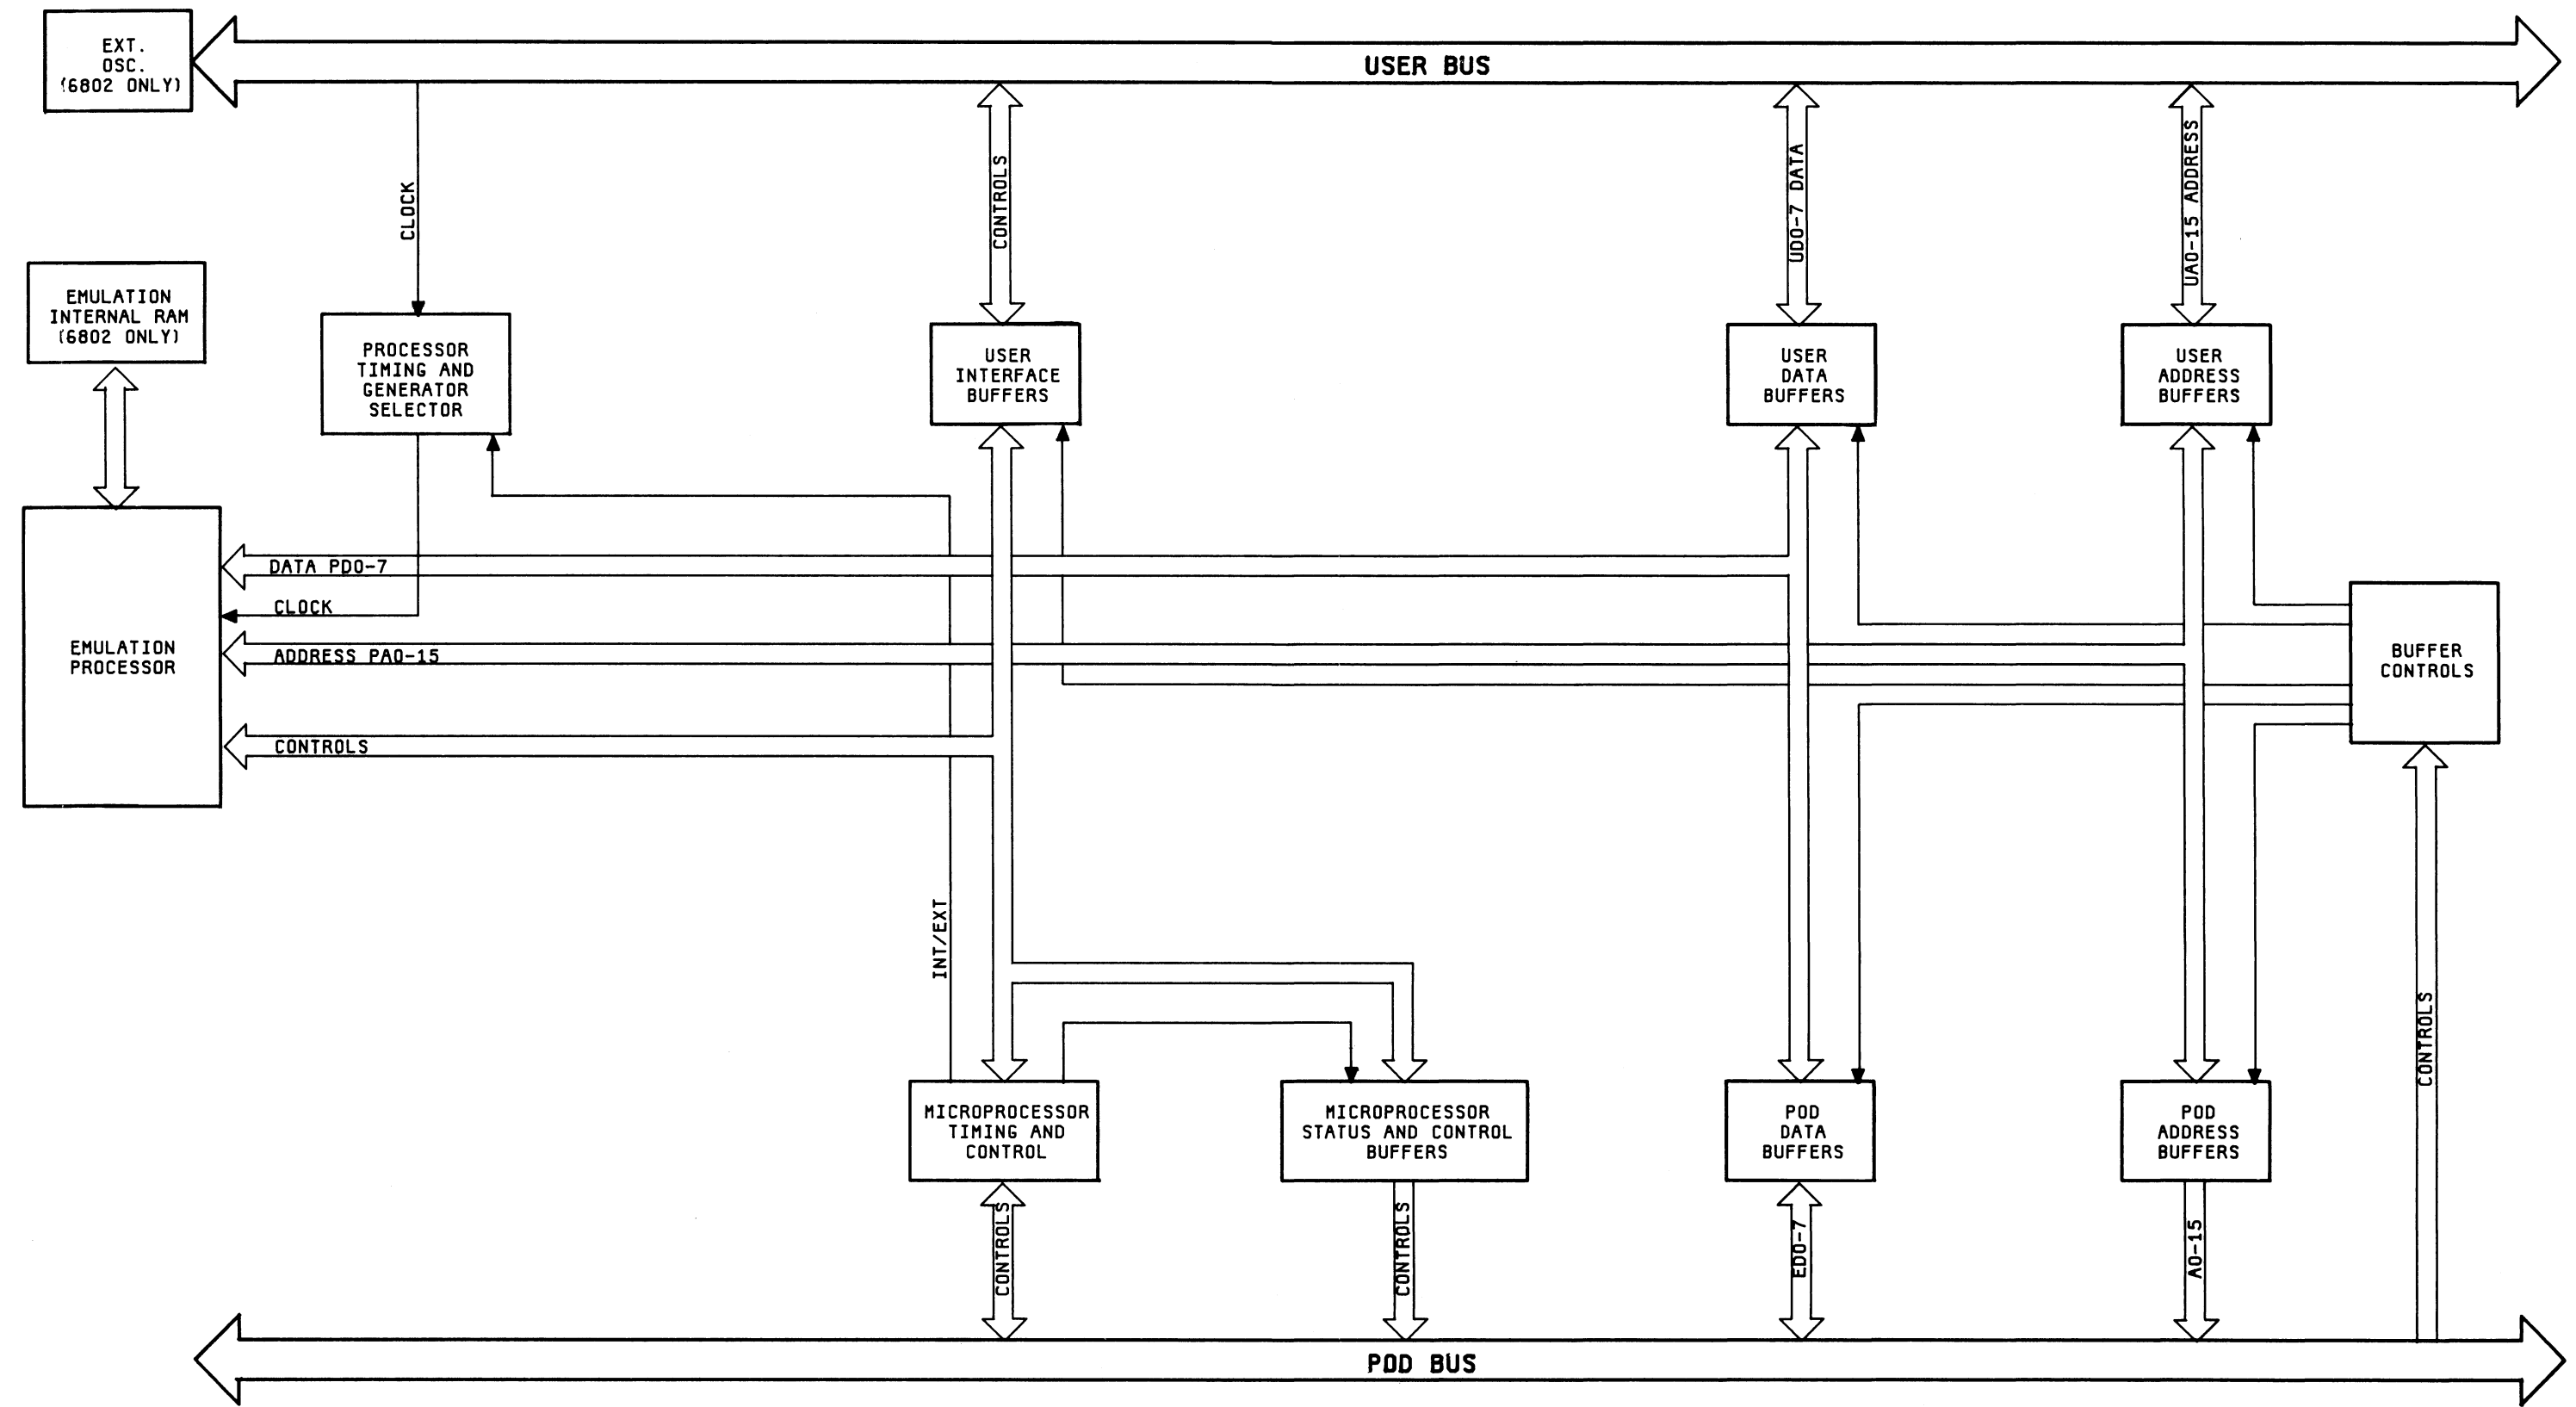 EXT.
OSC.
(6802 ONLY)
USER BUS
CLOCK
CONTROLS
UD0-7 DATA
UA0-15 ADDRESS
EMULATION
INTERNAL RAM
(6802 ONLY)
PROCESSOR
TIMING AND
GENERATOR
SELECTOR
USER
INTERFACE
BUFFERS
USER
DATA
BUFFERS
USER
ADDRESS
BUFFERS
DATA PD0-7
CLOCK
ADDRESS PA0-15
CONTROLS
EMULATION
PROCESSOR
BUFFER
CONTROLS
INT/EXT
CONTROLS
MICROPROCESSOR
TIMING AND
CONTROL
MICROPROCESSOR
STATUS AND CONTROL
BUFFERS
POD
DATA
BUFFERS
POD
ADDRESS
BUFFERS
CONTROLS
CONTROLS
ED0-7
A0-15
POD BUS